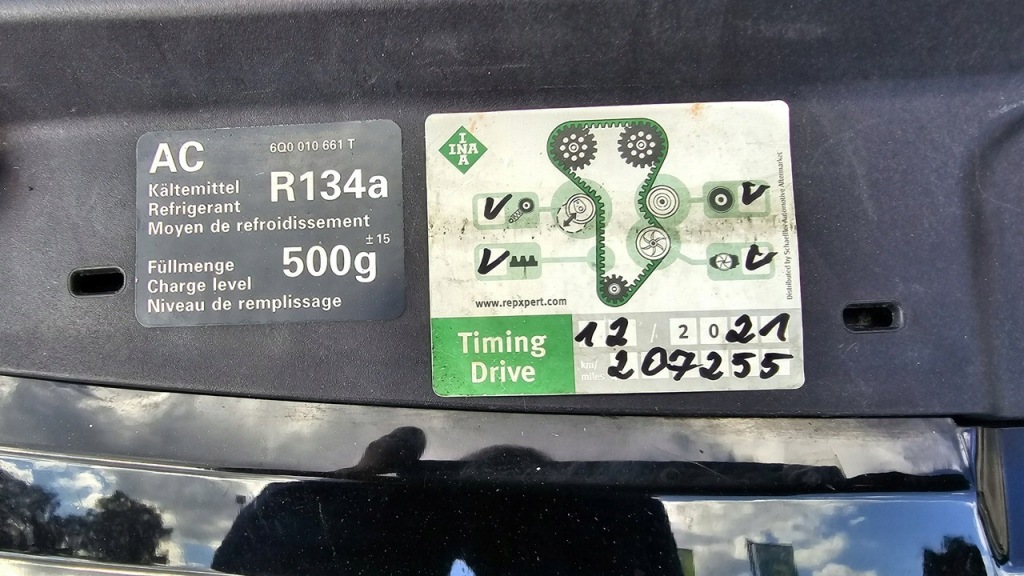 AC
6Q0 010 661 T
Kältemittel
Refrigerant
R134a
Moyen de refroidissement
Füllmenge
Charge level
Niveau de remplissage
500g
±15
INA
INA
www.repxpert.com
Distributed by Schaeffler Automotive Aftermarket
Timing
Drive
12 / 2021
km/
miles
207255